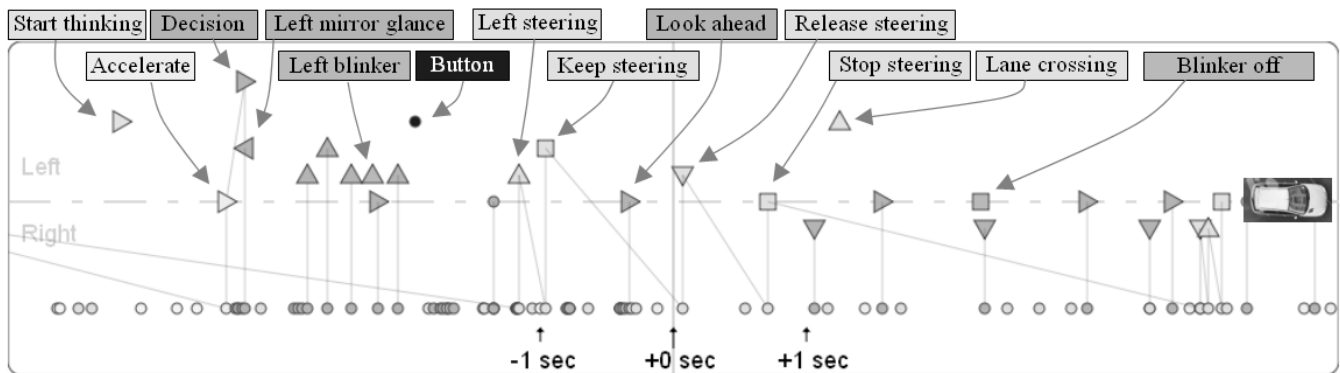 Start thinking
Decision
Left mirror glance
Left steering
Look ahead
Release steering
Accelerate
Left blinker
Button
Keep steering
Stop steering
Lane crossing
Blinker off
Left
Right
-1 sec
+0 sec
+1 sec